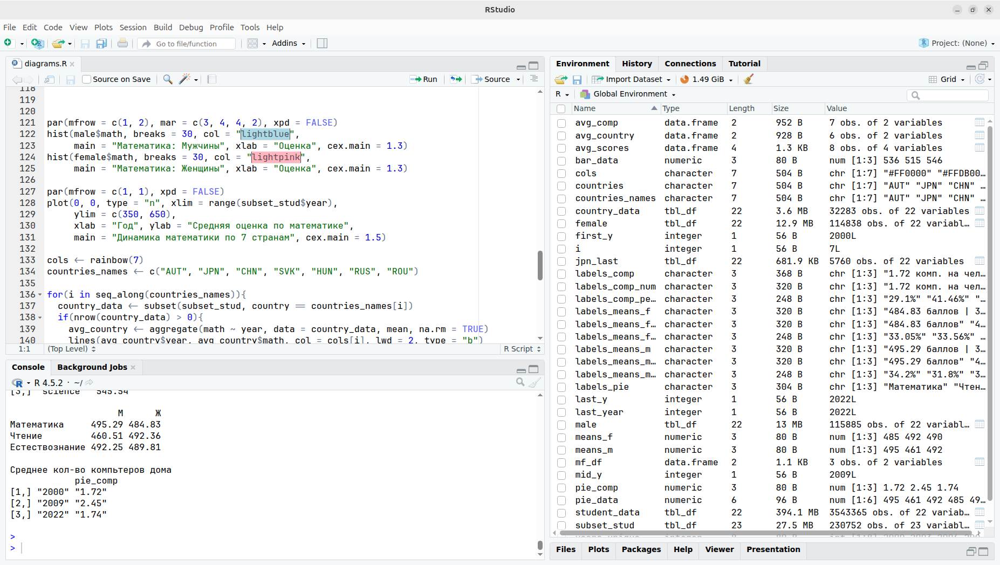 RStudio
File Edit Code View Plots Session Build Debug Profile Tools Help
Go to file/function Addins Project: (None)
diagrams.R
Source on Save Run Source
118
119
120
121 par(mfrow = c(1, 2), mar = c(3, 4, 4, 2), xpd = FALSE)
122 hist(male$math, breaks = 30, col = "lightblue",
123 main = "Математика: Мужчины", xlab = "Оценка", cex.main = 1.3)
124 hist(female$math, breaks = 30, col = "lightpink",
125 main = "Математика: Женщины", xlab = "Оценка", cex.main = 1.3)
126
127 par(mfrow = c(1, 1), xpd = FALSE)
128 plot(0, 0, type = "n", xlim = range(subset_stud$year),
129 ylim = c(350, 650),
130 xlab = "Год", ylab = "Средняя оценка по математике",
131 main = "Динамика математики по 7 странам", cex.main = 1.5)
132
133 cols <- rainbow(7)
134 countries_names <- c("AUT", "JPN", "CHN", "SVK", "HUN", "RUS", "ROU")
135
136 for(i in seq_along(countries_names)){
137 country_data <- subset(subset_stud, country == countries_names[i])
138 if(nrow(country_data) > 0){
139 avg_country <- aggregate(math ~ year, data = country_data, mean, na.rm = TRUE)
140 lines(avg_country$year, avg_country$math, col = cols[i], lwd = 2, type = "b")
1:1 (Top Level) R Script
Console Background Jobs
R 4.5.2 · ~/
[3,] "science" "545.54"
М Ж
Математика 495.29 484.83
Чтение 460.51 492.36
Естествознание 492.25 489.81
Среднее кол-во компьтеров дома
pie_comp
[1,] "2000" "1.72"
[2,] "2009" "2.45"
[3,] "2022" "1.74"
>
>
Environment History Connections Tutorial
Import Dataset 1.49 GiB Grid
R Global Environment
Name Type Length Size Value
avg_comp data.frame 2 952 B 7 obs. of 2 variables
avg_country data.frame 2 928 B 6 obs. of 2 variables
avg_scores data.frame 4 1.3 KB 8 obs. of 4 variables
bar_data numeric 3 80 B num [1:3] 536 515 546
cols character 7 504 B chr [1:7] "#FF0000" "#FFDB00…
countries character 7 504 B chr [1:7] "AUT" "JPN" "CHN" …
countries_names character 7 504 B chr [1:7] "AUT" "JPN" "CHN" …
country_data tbl_df 22 3.6 MB 32283 obs. of 22 variables
female tbl_df 22 12.9 MB 114838 obs. of 22 variabl…
first_y integer 1 56 B 2000L
i integer 1 56 B 7L
jpn_last tbl_df 22 681.9 KB 5760 obs. of 22 variables
labels_comp character 3 368 B chr [1:3] "1.72 комп. на чел…
labels_comp_num character 3 320 B chr [1:3] "1.72 комп. на чел…
labels_comp_pe… character 3 248 B chr [1:3] "29.1%" "41.46%" "…
labels_means_f character 3 320 B chr [1:3] "484.83 баллов | 3…
labels_means_f… character 3 320 B chr [1:3] "484.83 баллов" "4…
labels_means_f… character 3 248 B chr [1:3] "33.05%" "33.56%" …
labels_means_m character 3 320 B chr [1:3] "495.29 баллов | 3…
labels_means_m… character 3 320 B chr [1:3] "495.29 баллов" "4…
labels_means_m… character 3 248 B chr [1:3] "34.2%" "31.8%" "3…
labels_pie character 3 304 B chr [1:3] "Математика" "Чтен…
last_y integer 1 56 B 2022L
last_year integer 1 56 B 2022L
male tbl_df 22 13 MB 115885 obs. of 22 variabl…
means_f numeric 3 80 B num [1:3] 485 492 490
means_m numeric 3 80 B num [1:3] 495 461 492
mf_df data.frame 2 1.1 KB 3 obs. of 2 variables
mid_y integer 1 56 B 2009L
pie_comp numeric 3 80 B num [1:3] 1.72 2.45 1.74
pie_data numeric 6 96 B num [1:6] 495 461 492 485 49…
student_data tbl_df 22 394.1 MB 3543365 obs. of 22 variab…
subset_stud tbl_df 23 27.5 MB 230752 obs. of 23 variabl…
Files Plots Packages Help Viewer Presentation